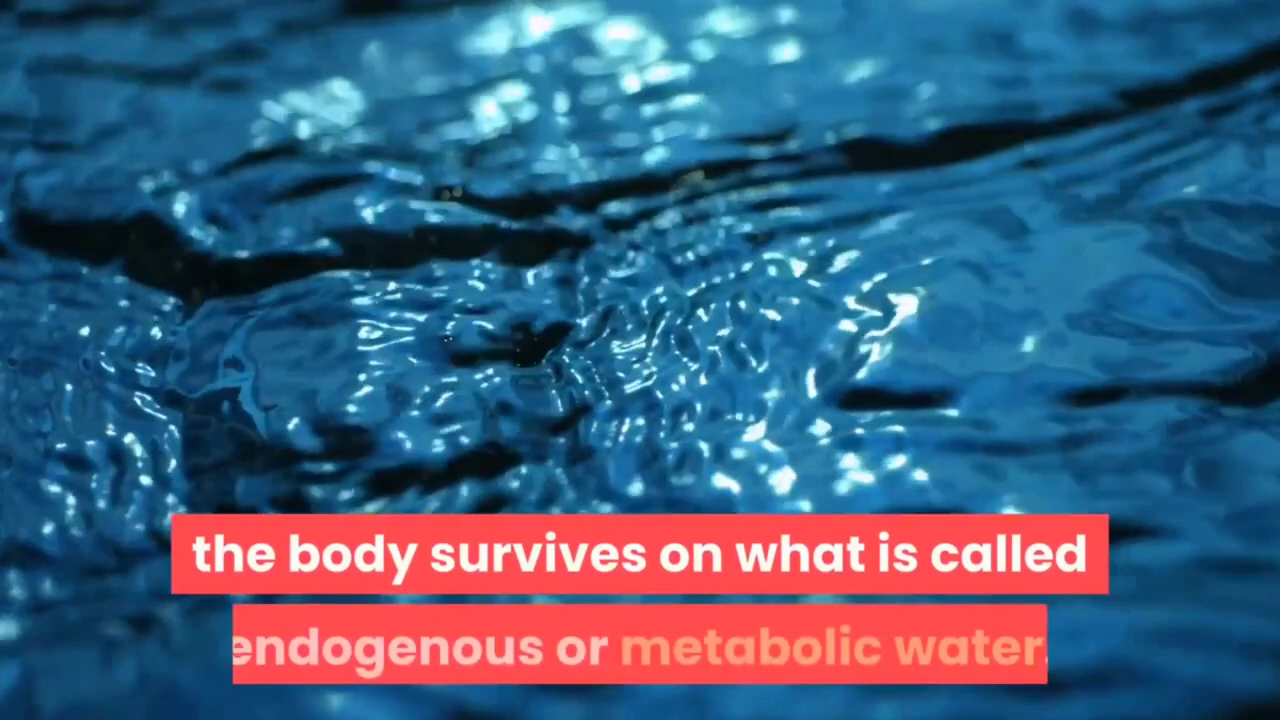 the body survives on what is called
endogenous or metabolic water.